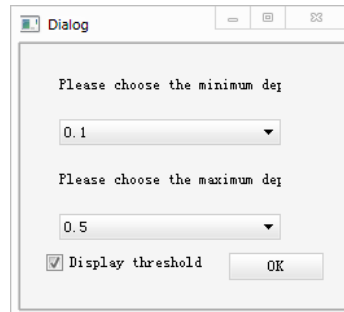 Dialog
Please choose the minimum dep
0.1
Please choose the maximum dep
0.5
Display threshold
OK